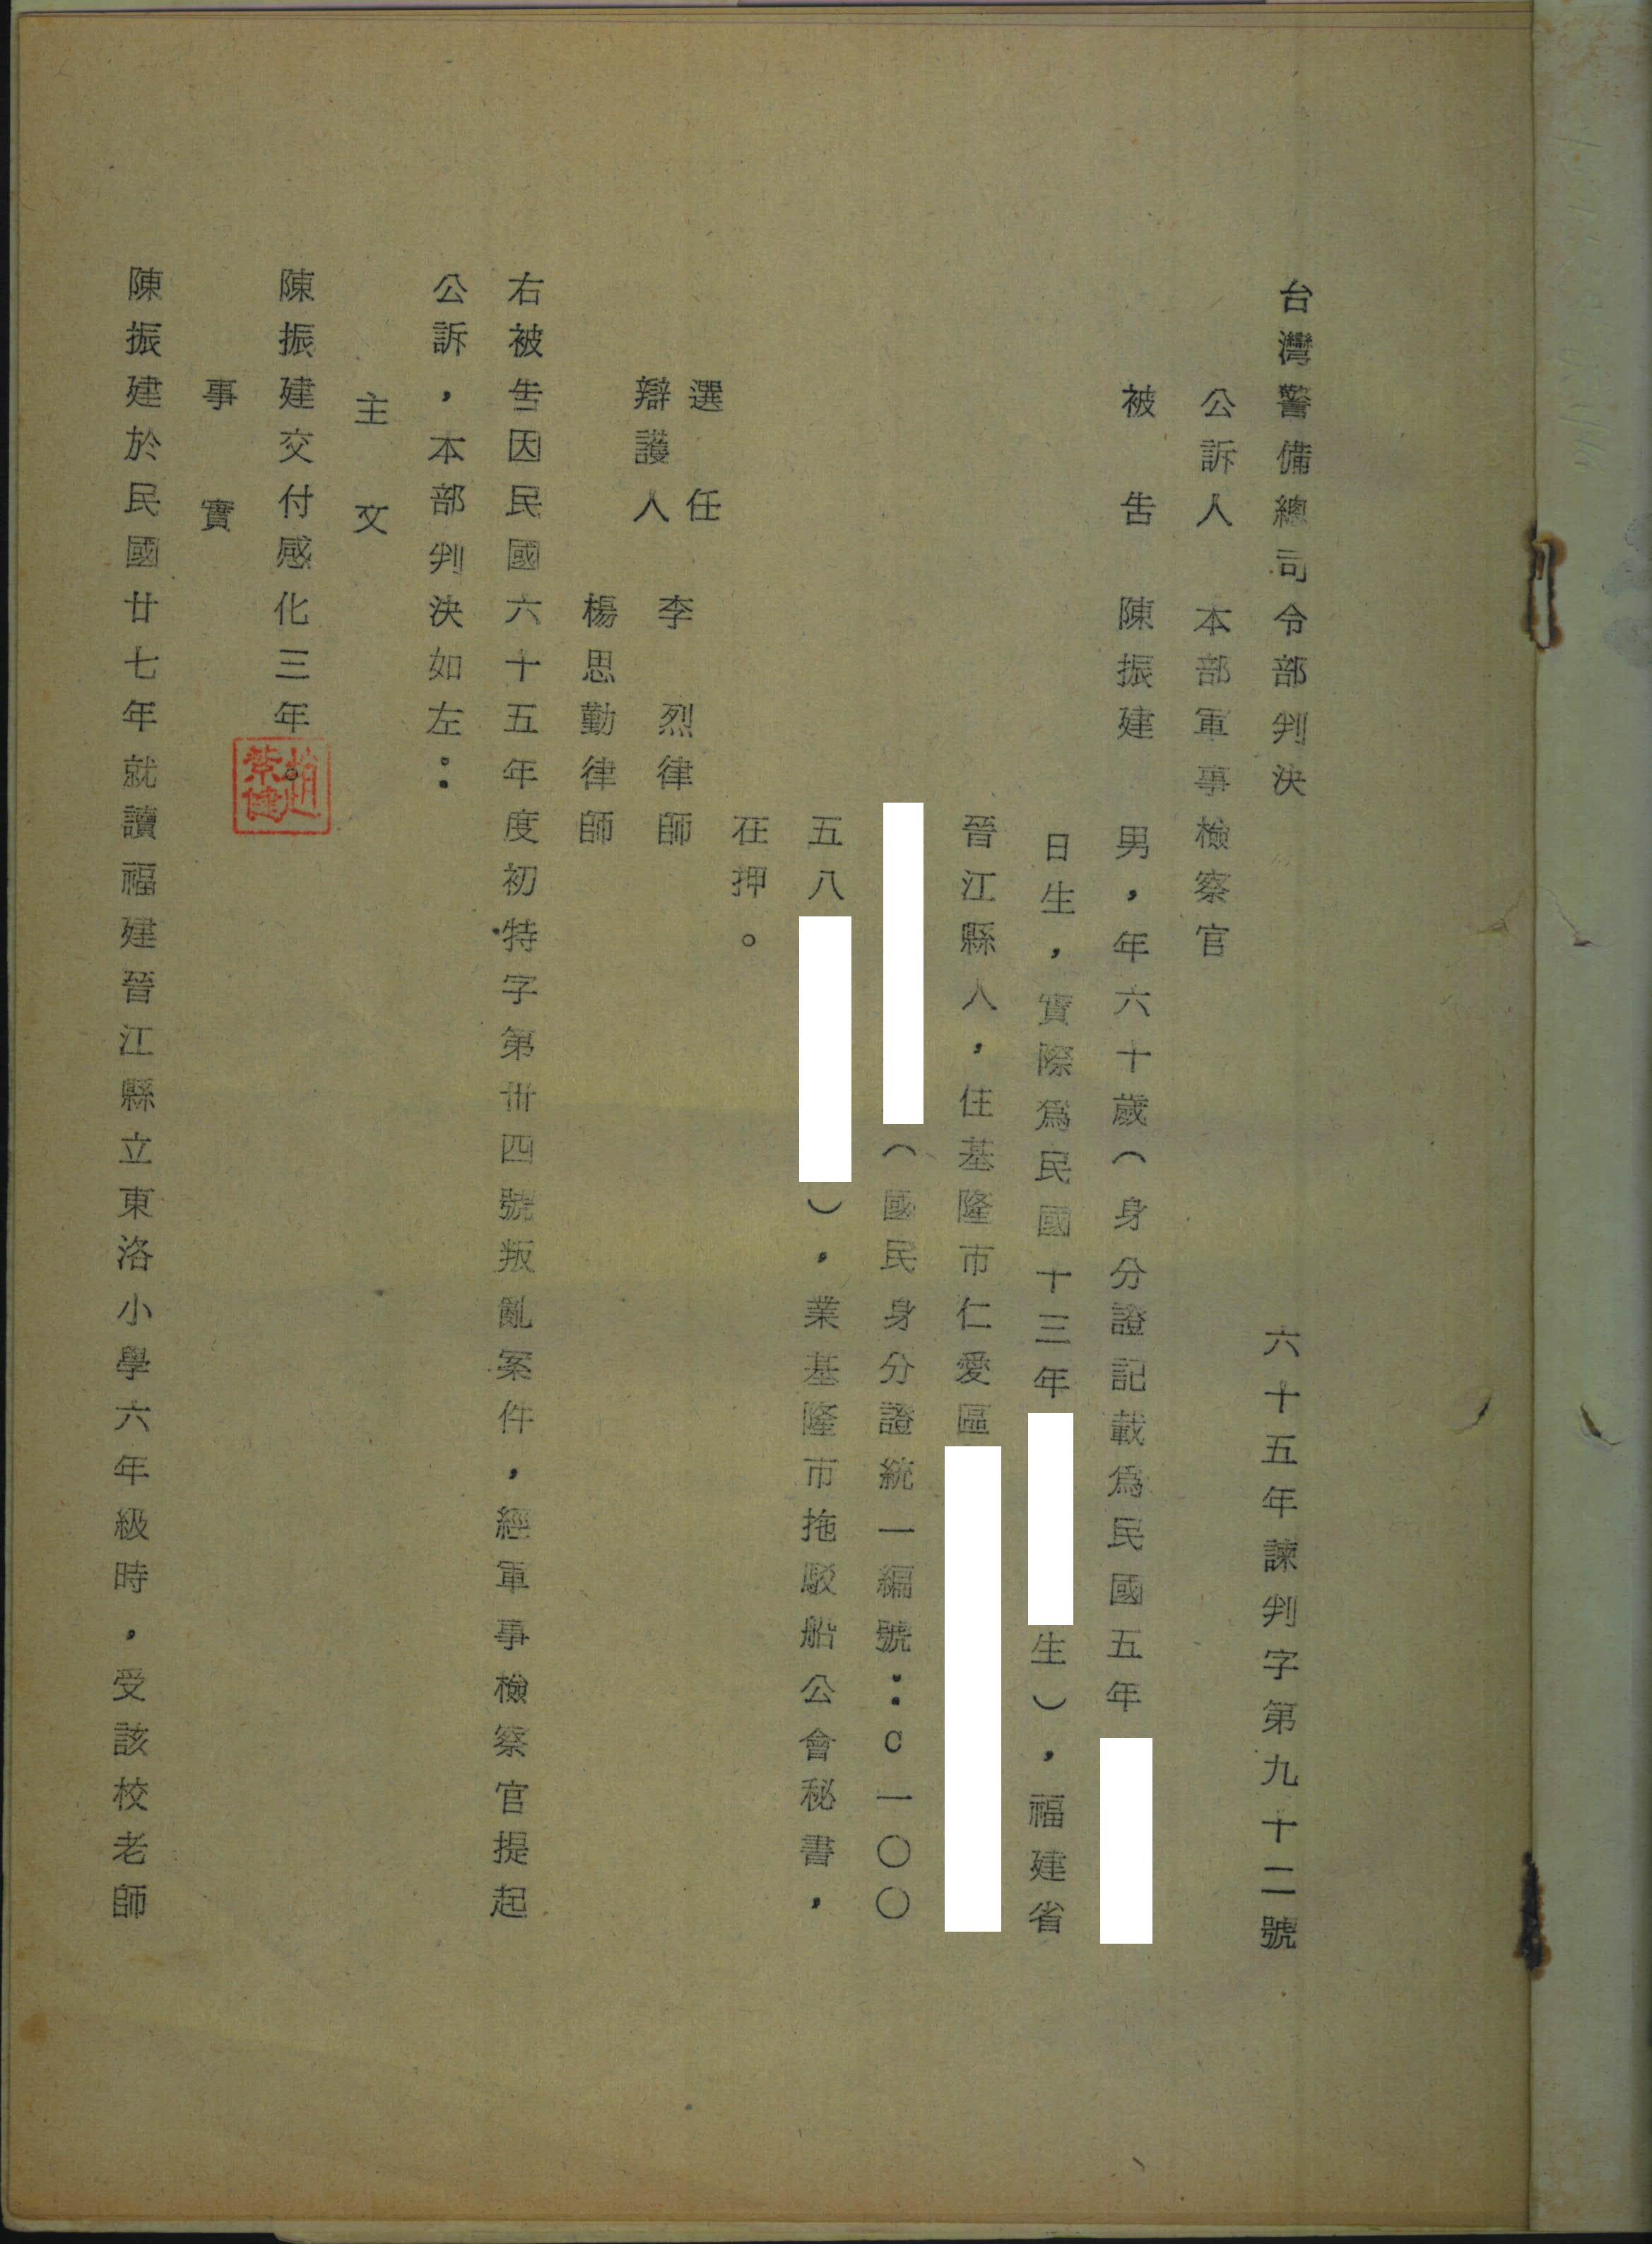 台灣警備總司令部判決　六十五年諫判字第九十二號
公訴人　本部軍事檢察官
被告　陳振建　男，年六十歲（身分證記載為民國五年
日生，實際為民國十三年　生），福建省
晉江縣人，住基隆市仁愛區
（國民身分證統一編號：C一〇〇
五八　），業基隆市拖駁船公會秘書，
在押。
選任
辯護人
李烈律師
楊思勤律師
右被告因民國六十五年度初特字第卅四號叛亂案件，經軍事檢察官提起
公訴，本部判決如左：
主文
陳振建交付感化三年。
事實
陳振建於民國廿七年就讀福建晉江縣立東洛小學六年級時，受該校老師